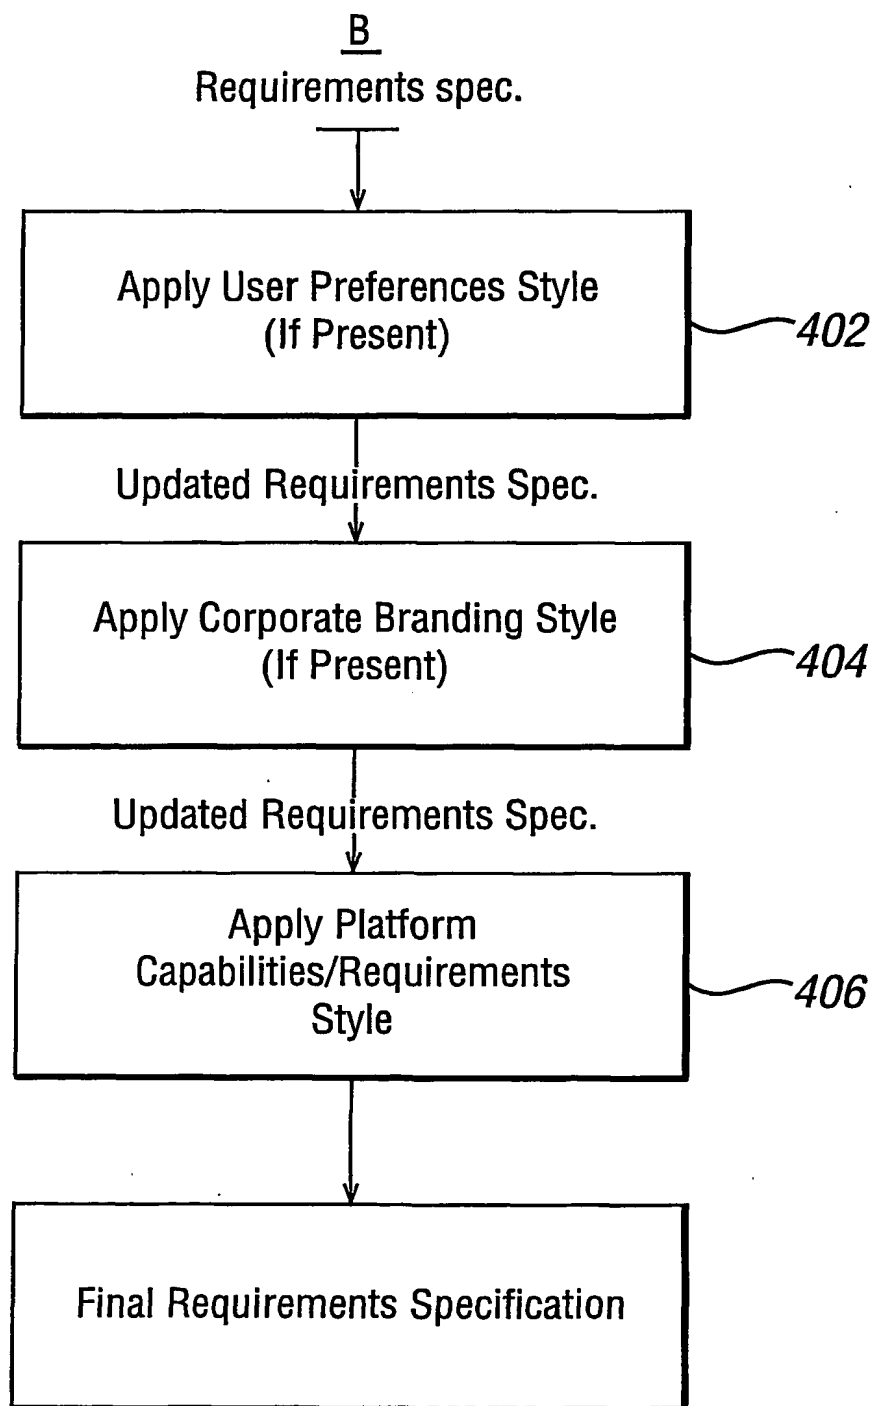 B
Requirements spec.
Apply User Preferences Style
(If Present)
402
Updated Requirements Spec.
Apply Corporate Branding Style
(If Present)
404
Updated Requirements Spec.
Apply Platform
Capabilities/Requirements
Style
406
Final Requirements Specification